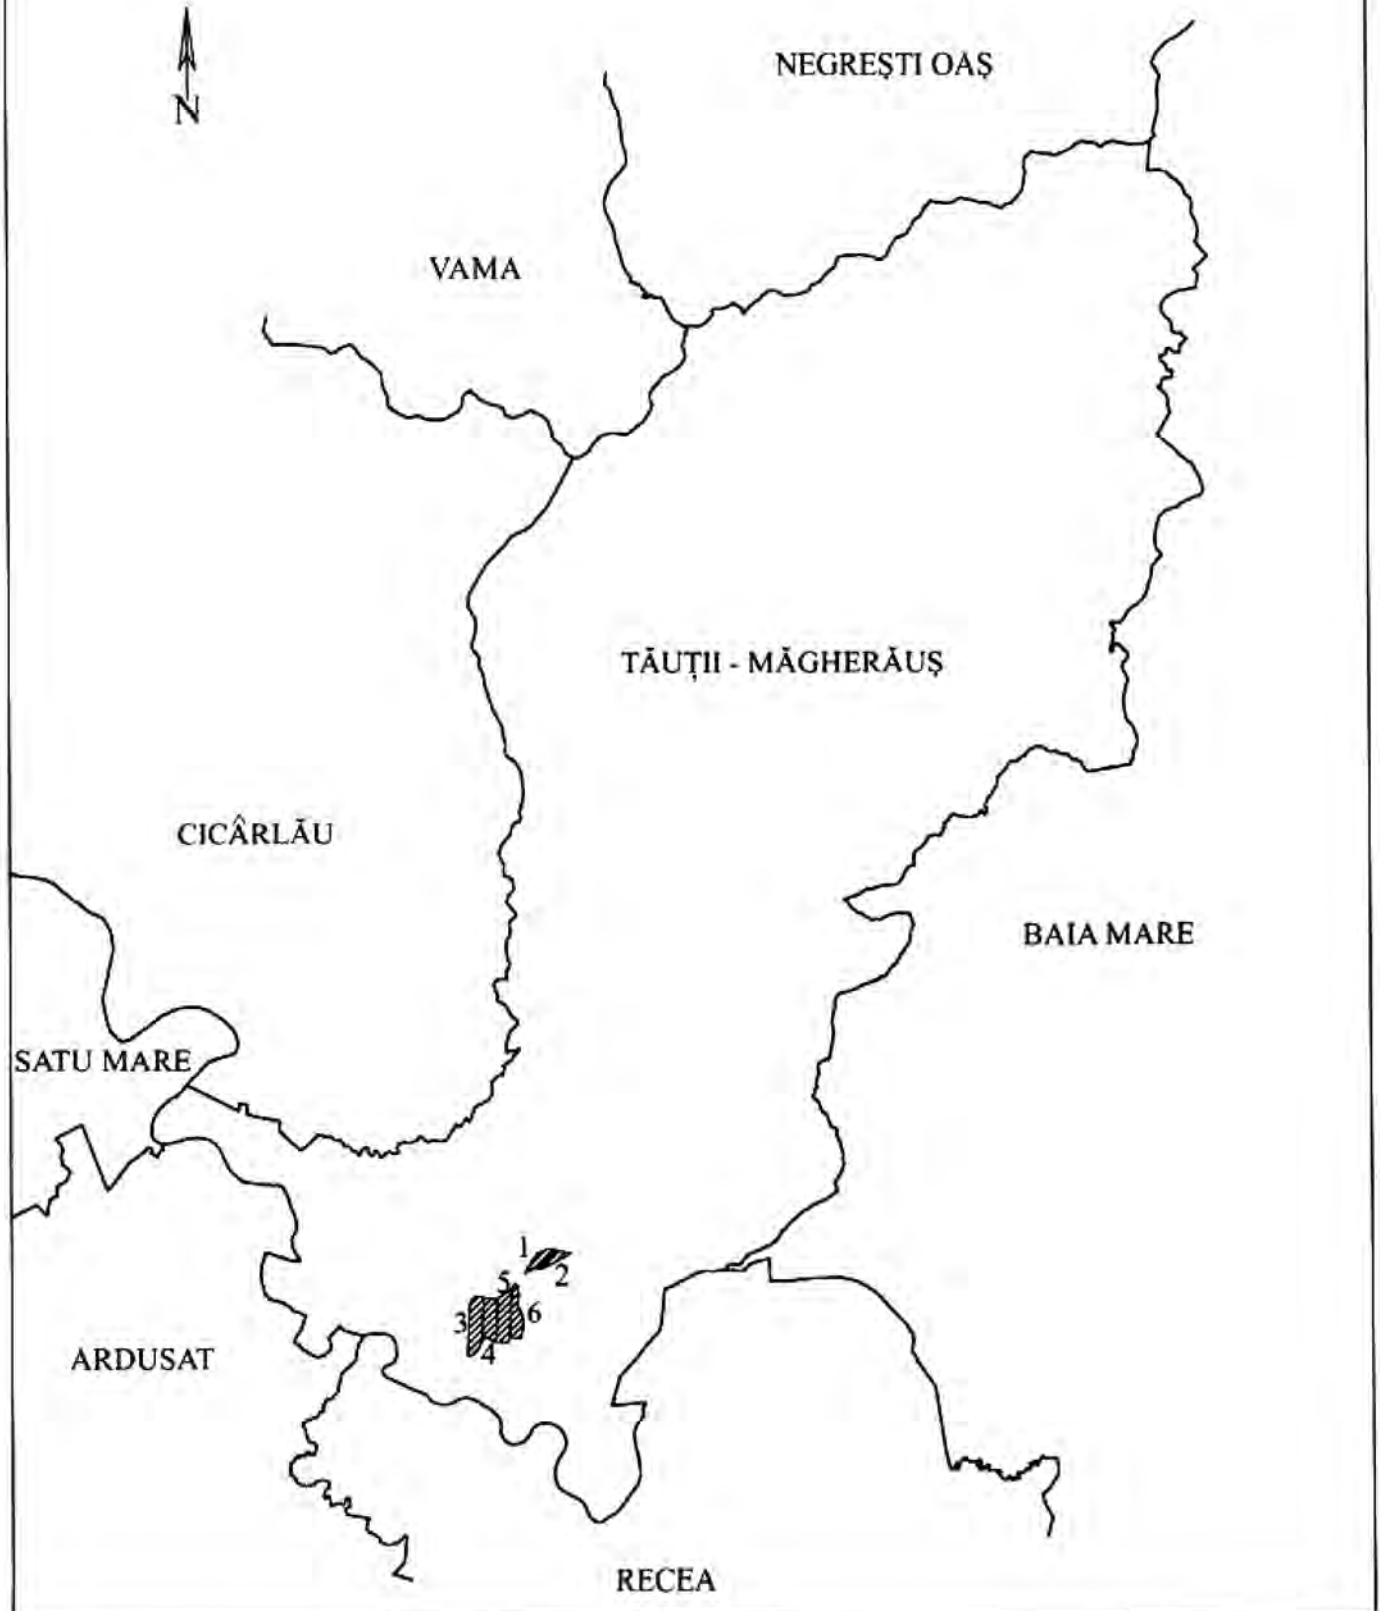 NEGREȘTI OAȘ
N
VAMA
TĂUȚII - MĂGHERĂUȘ
CICÂRLĂU
BAIA MARE
SATU MARE
1
2
5
3
6
4
ARDUSAT
RECEA